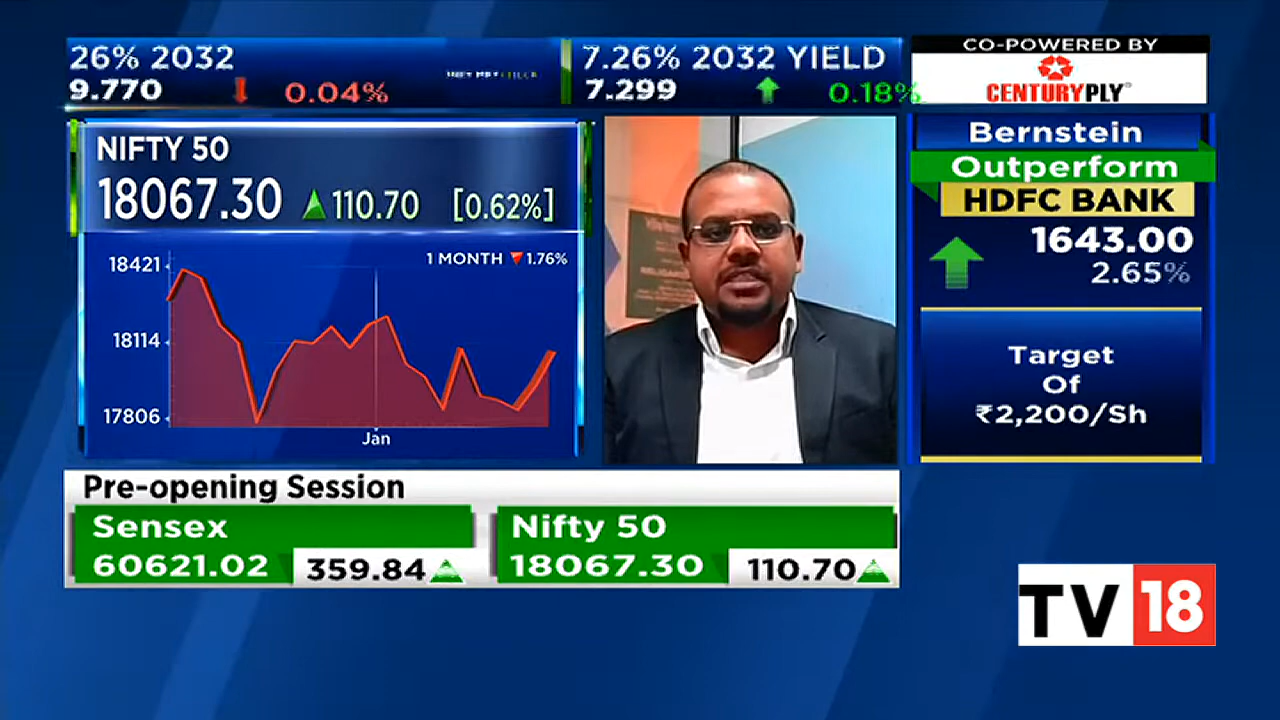 26% 2032
9.770 0.04%
7.26% 2032 YIELD
7.299 0.18%
CO-POWERED BY
CENTURYPLY
NIFTY 50
18067.30 110.70 [0.62%]
1 MONTH 1.76%
18421
18114
17806
Jan
Bernstein
Outperform
HDFC BANK
1643.00
2.65%
Target
Of
₹2,200/Sh
Pre-opening Session
Sensex
60621.02 359.84
Nifty 50
18067.30 110.70
TV18